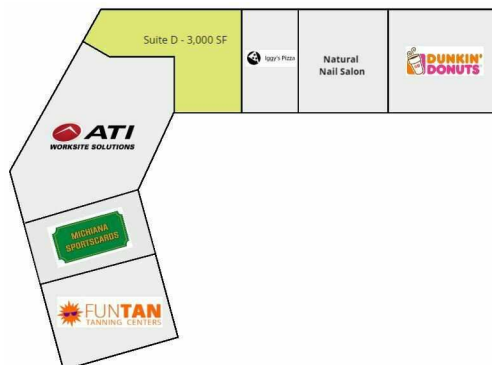 Suite D - 3,000 SF
Iggy's Pizza
Natural
Nail Salon
DUNKIN'
DONUTS
ATI
WORKSITE SOLUTIONS
MICHIANA
SPORTSCARDS
FUNTAN
TANNING CENTERS